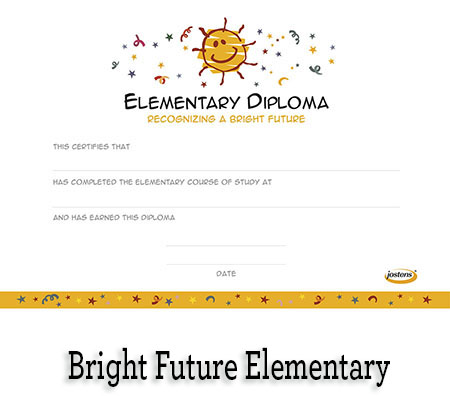 Elementary Diploma
Recognizing a Bright Future
This certifies that
has completed the elementary course of study at
and has earned this diploma
Date
jostens
Bright Future Elementary